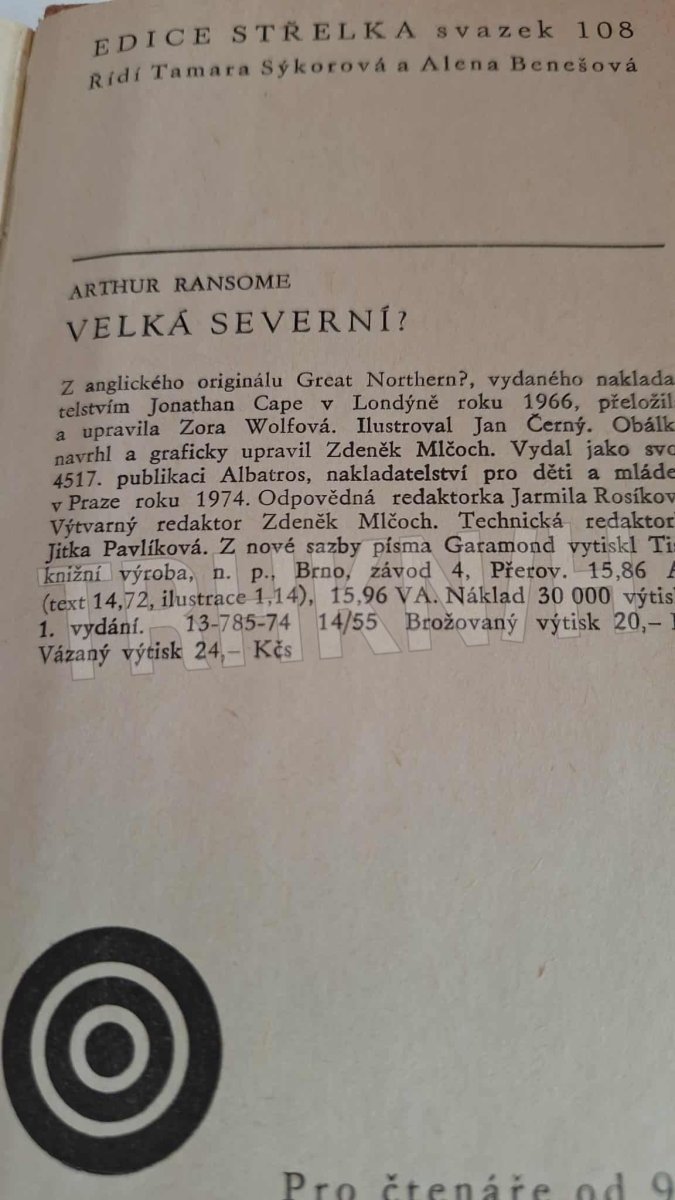 EDICE STŘELKA svazek 108
Řídí Tamara Sýkorová a Alena Benešová
ARTHUR RANSOME
VELKÁ SEVERNÍ?
Z anglického originálu Great Northern?, vydaného naklada
telstvím Jonathan Cape v Londýně roku 1966, přeložil
a upravila Zora Wolfová. Ilustroval Jan Černý. Obálk
navrhl a graficky upravil Zdeněk Mlčoch. Vydal jako svo
4517. publikaci Albatros, nakladatelství pro děti a mláde
v Praze roku 1974. Odpovědná redaktorka Jarmila Rosíkov
Výtvarný redaktor Zdeněk Mlčoch. Technická redaktor
Jitka Pavlíková. Z nové sazby písma Garamond vytiskl Tis
knižní výroba, n. p., Brno, závod 4, Přerov. 15,86 A
(text 14,72, ilustrace 1,14), 15,96 VA. Náklad 30 000 výtis
1. vydání. 13-785-74 14/55 Brožovaný výtisk 20,–
Vázaný výtisk 24,– Kčs
Pro čtenáře od 9